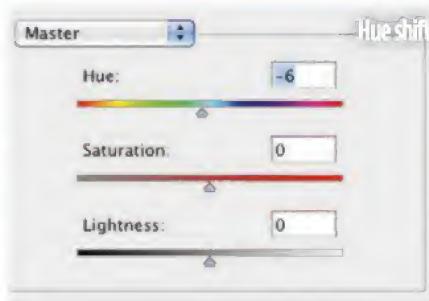 Master
Hue shift
Hue: -6
Saturation: 0
Lightness: 0